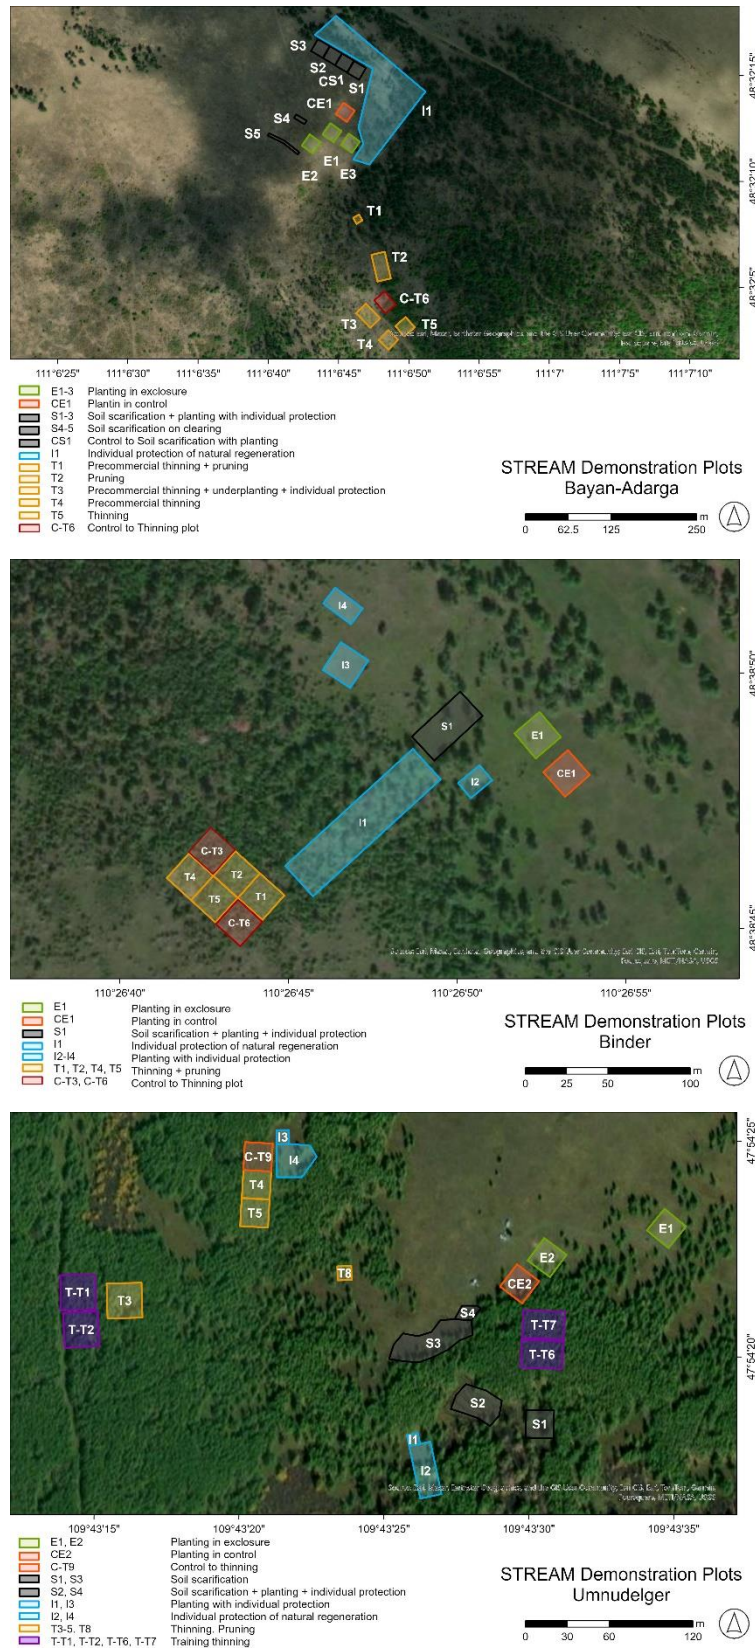 S3
S2
CS1
S1
CE1
I1
S4
S5
E1
E2
E3
T1
T2
C-T6
T3
T5
T4
48°32'15"
48°32'10"
48°32'5"
111°6'25" 111°6'30" 111°6'35" 111°6'40" 111°6'45" 111°6'50" 111°6'55" 111°7' 111°7'5" 111°7'10"
E1-3 Planting in exclosure
CE1 Plantin in control
S1-3 Soil scarification + planting with individual protection
S4-5 Soil scarification on clearing
CS1 Control to Soil scarification with planting
I1 Individual protection of natural regeneration
T1 Precommercial thinning + pruning
T2 Pruning
T3 Precommercial thinning + underplanting + individual protection
T4 Precommercial thinning
T5 Thinning
C-T6 Control to Thinning plot
STREAM Demonstration Plots
Bayan-Adarga
m
0 62.5 125 250
I4
I3
S1
E1
CE1
I2
I1
C-T3
T4
T2
T5
T1
C-T6
48°38'50"
48°38'45"
110°26'40" 110°26'45" 110°26'50" 110°26'55"
E1 Planting in exclosure
CE1 Planting in control
S1 Soil scarification + planting + individual protection
I1 Individual protection of natural regeneration
I2-I4 Planting with individual protection
T1, T2, T4, T5 Thinning + pruning
C-T3, C-T6 Control to Thinning plot
STREAM Demonstration Plots
Binder
m
0 25 50 100
I3
C-T9
I4
T4
T5
E1
E2
T8
CE2
T-T1
T3
T-T2
S4
T-T7
S3
T-T6
S2
S1
I1
I2
47°54'25"
47°54'20"
109°43'15" 109°43'20" 109°43'25" 109°43'30" 109°43'35"
E1, E2 Planting in exclosure
CE2 Planting in control
C-T9 Control to thinning
S1, S3 Soil scarification
S2, S4 Soil scarification + planting + individual protection
I1, I3 Planting with individual protection
I2, I4 Individual protection of natural regeneration
T3-5. T8 Thinning. Pruning
T-T1, T-T2, T-T6, T-T7 Training thinning
STREAM Demonstration Plots
Umnudelger
m
0 30 60 120